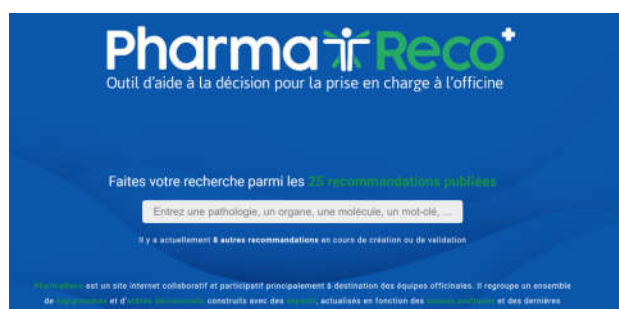 Pharma Reco+
Outil d'aide à la décision pour la prise en charge à l'officine
Faites votre recherche parmi les 25 recommandations publiées
Entrez une pathologie, un organe, une molécule, un mot-clé, ...
Il y a actuellement 8 autres recommandations en cours de création ou de validation
PharmaReco est un site internet collaboratif et participatif principalement à destination des équipes officinales. Il regroupe un ensemble
de logigrammes et d'arbres décisionnels construits avec des experts, actualisés en fonction des bonnes pratiques et des dernières